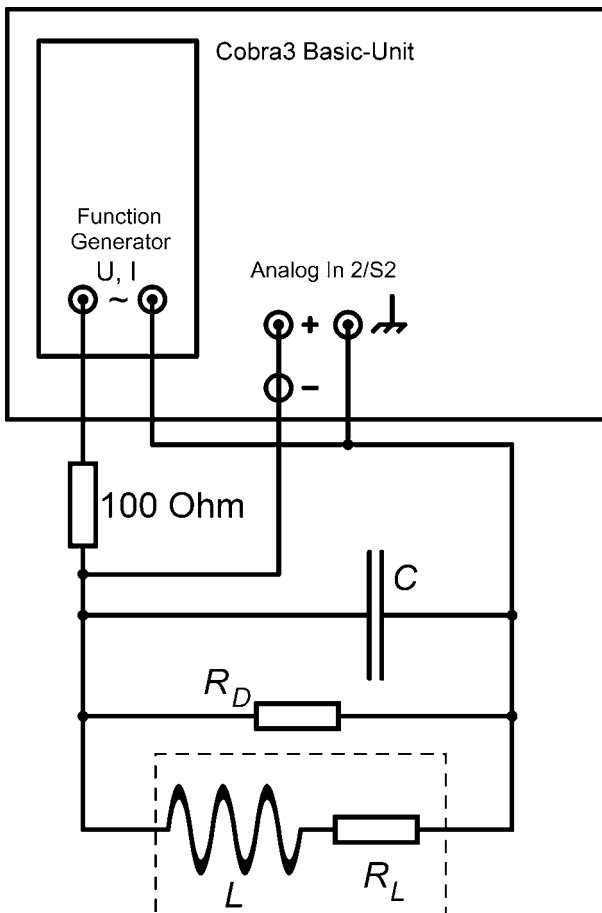 Cobra3 Basic-Unit
Function
Generator
U, I
~
Analog In 2/S2
+
−
100 Ohm
C
R_D
L
R_L